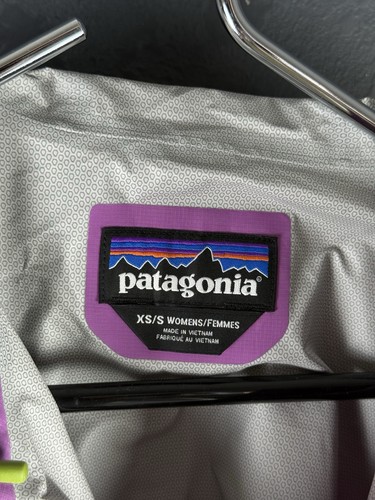 patagonia®
XS/S WOMENS/FEMMES
MADE IN VIETNAM
FABRIQUÉ AU VIETNAM